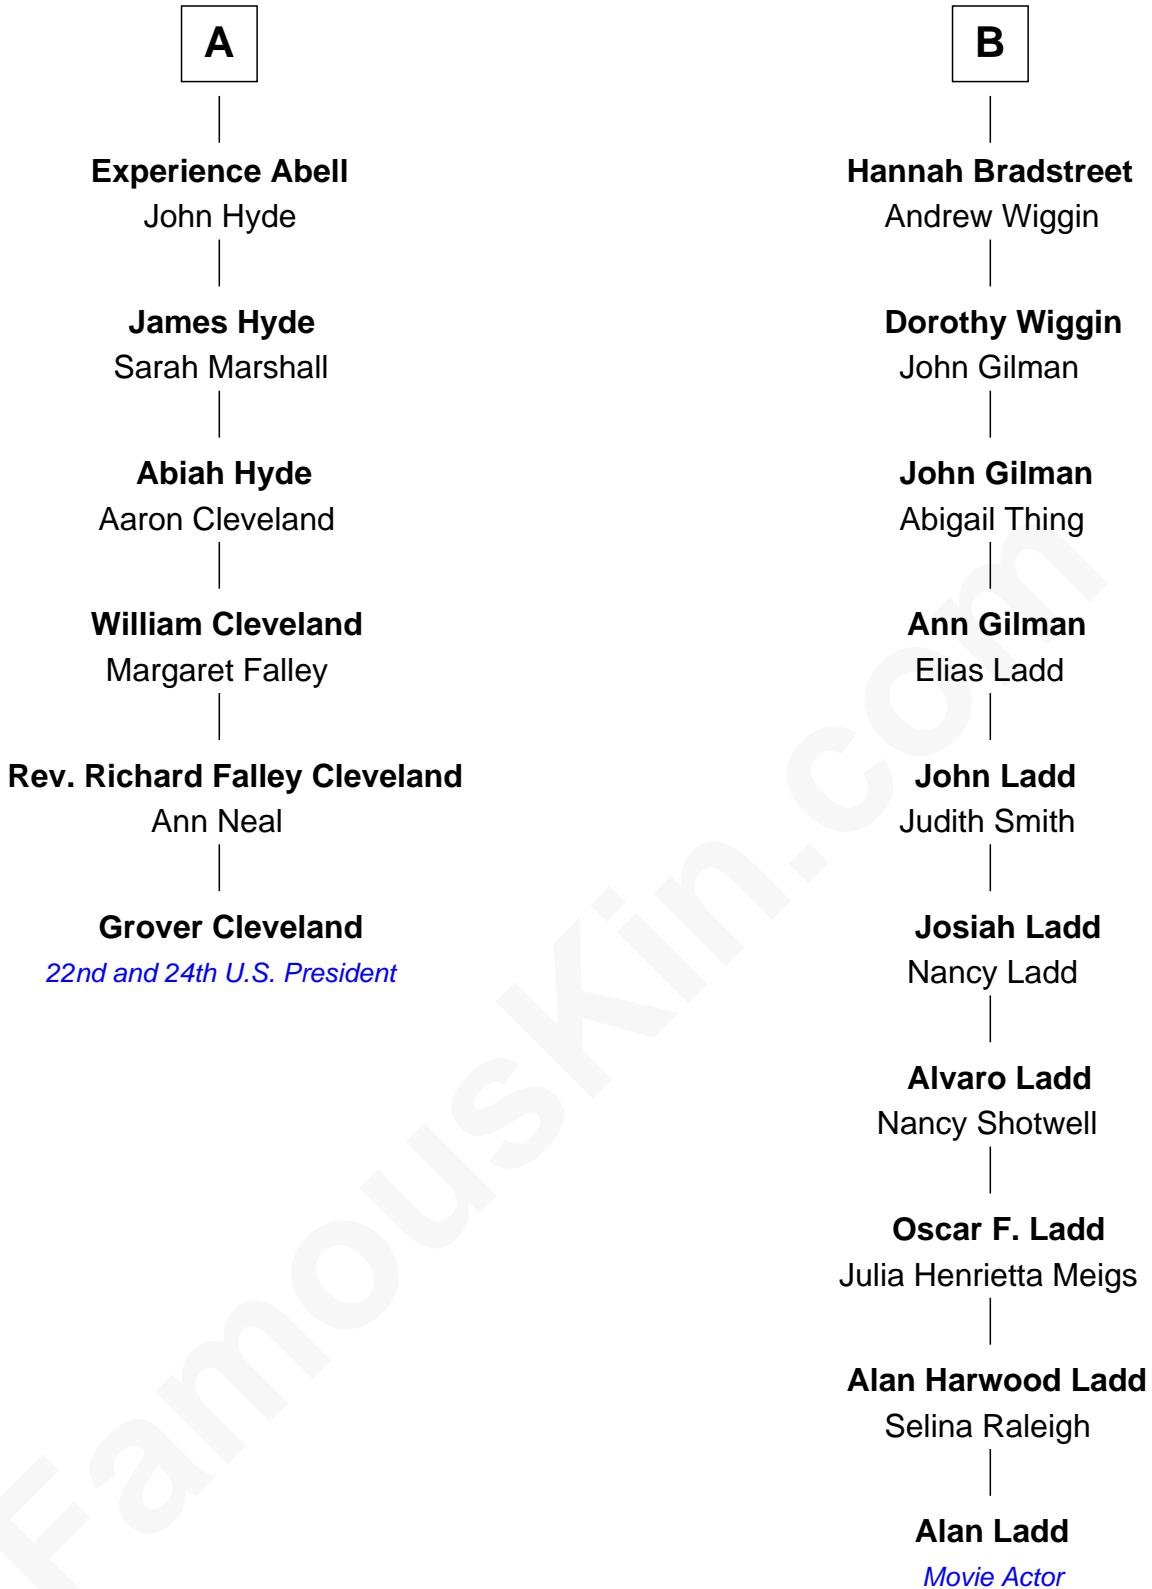 A
Experience Abell
John Hyde
James Hyde
Sarah Marshall
Abiah Hyde
Aaron Cleveland
William Cleveland
Margaret Falley
Rev. Richard Falley Cleveland
Ann Neal
Grover Cleveland
22nd and 24th U.S. President
B
Hannah Bradstreet
Andrew Wiggin
Dorothy Wiggin
John Gilman
John Gilman
Abigail Thing
Ann Gilman
Elias Ladd
John Ladd
Judith Smith
Josiah Ladd
Nancy Ladd
Alvaro Ladd
Nancy Shotwell
Oscar F. Ladd
Julia Henrietta Meigs
Alan Harwood Ladd
Selina Raleigh
Alan Ladd
Movie Actor
FamousKin.com